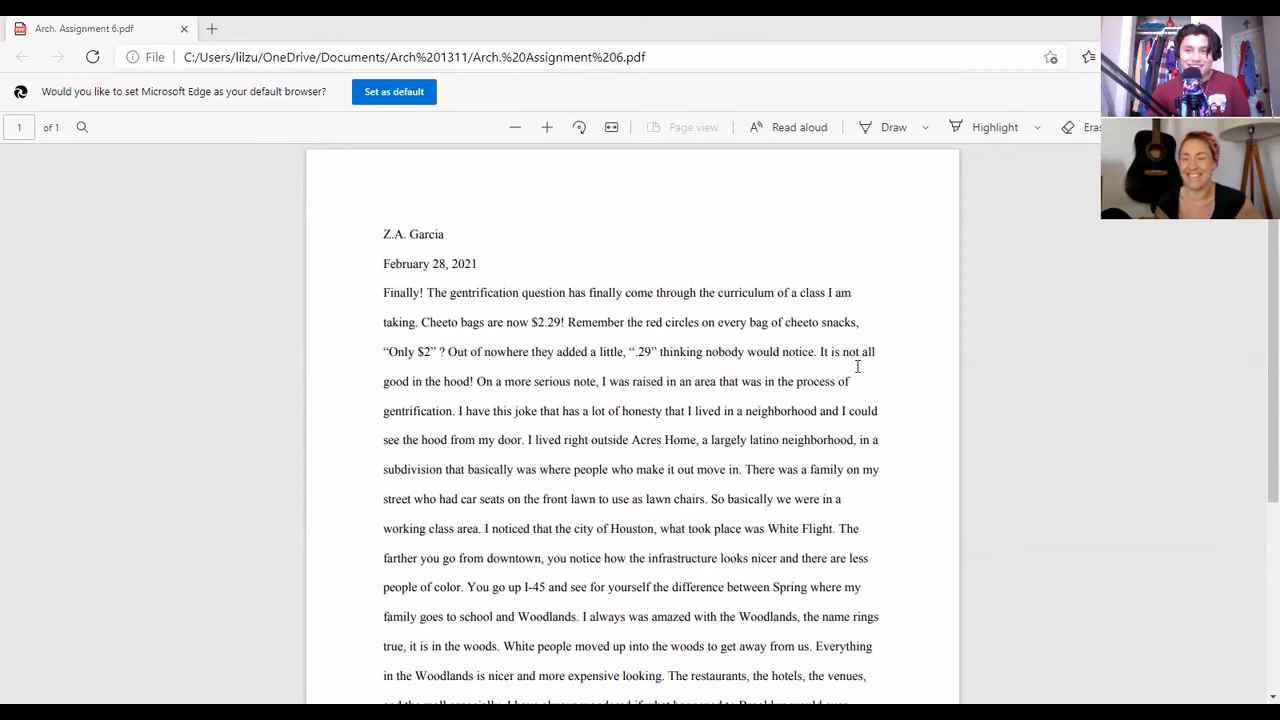 Arch. Assignment 6.pdf
File C:/Users/lilzu/OneDrive/Documents/Arch%201311/Arch.%20Assignment%206.pdf
Would you like to set Microsoft Edge as your default browser? Set as default
1 of 1 Page view Read aloud Draw Highlight Eras
Z.A. Garcia
February 28, 2021
Finally! The gentrification question has finally come through the curriculum of a class I am
taking. Cheeto bags are now $2.29! Remember the red circles on every bag of cheeto snacks,
“Only $2” ? Out of nowhere they added a little, “.29” thinking nobody would notice. It is not all
good in the hood! On a more serious note, I was raised in an area that was in the process of
gentrification. I have this joke that has a lot of honesty that I lived in a neighborhood and I could
see the hood from my door. I lived right outside Acres Home, a largely latino neighborhood, in a
subdivision that basically was where people who make it out move in. There was a family on my
street who had car seats on the front lawn to use as lawn chairs. So basically we were in a
working class area. I noticed that the city of Houston, what took place was White Flight. The
farther you go from downtown, you notice how the infrastructure looks nicer and there are less
people of color. You go up I-45 and see for yourself the difference between Spring where my
family goes to school and Woodlands. I always was amazed with the Woodlands, the name rings
true, it is in the woods. White people moved up into the woods to get away from us. Everything
in the Woodlands is nicer and more expensive looking. The restaurants, the hotels, the venues,